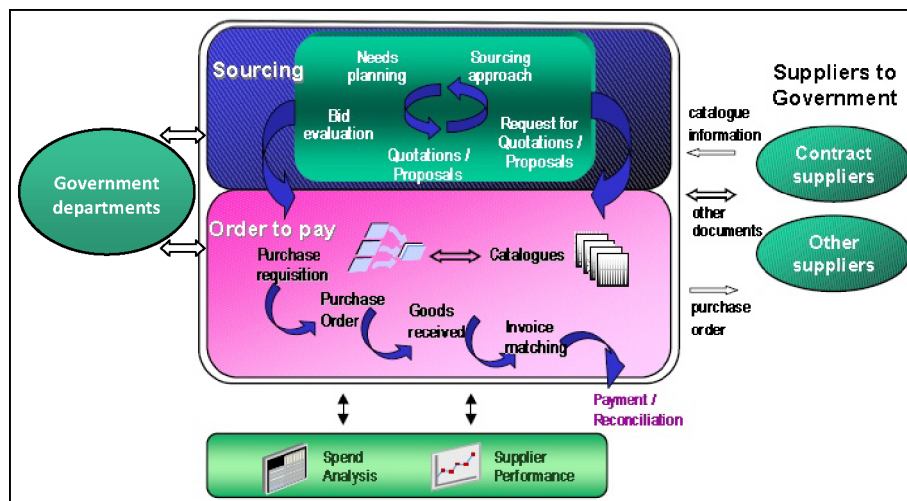 Sourcing
Needs
planning
Sourcing
approach
Bid
evaluation
Request for
Quotations /
Proposals
Quotations /
Proposals
Government
departments
Suppliers to
Government
catalogue
information
Contract
suppliers
other
documents
Other
suppliers
purchase
order
Order to pay
Purchase
requisition
Catalogues
Purchase
Order
Goods
received
Invoice
matching
Payment /
Reconciliation
Spend
Analysis
Supplier
Performance